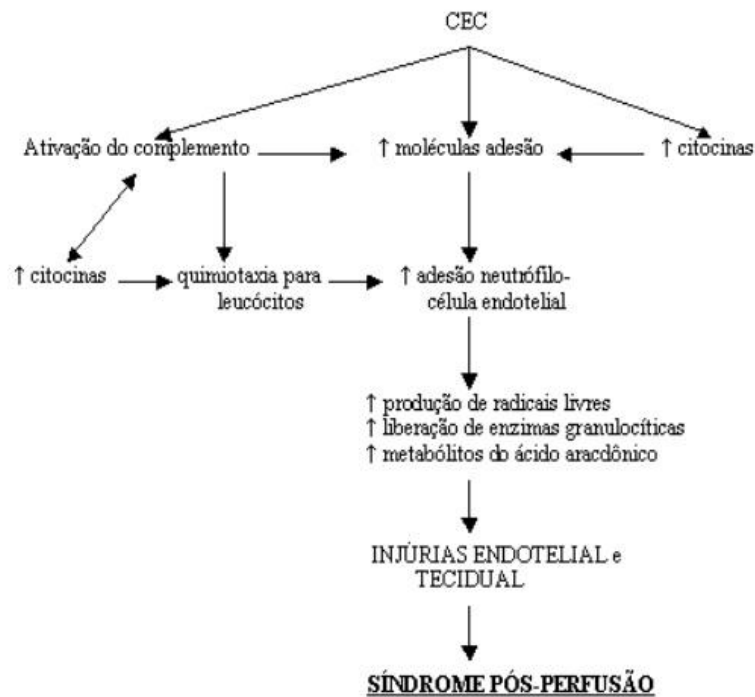 CEC
Ativação do complemento
↑ moléculas adesão
↑ citocinas
↑ citocinas
quimiotaxia para
leucócitos
↑ adesão neutrófilo-
célula endotelial
↑ produção de radicais livres
↑ liberação de enzimas granulocíticas
↑ metabólitos do ácido aracdônico
INJÚRIAS ENDOTELIAL e
TECIDUAL
SÍNDROME PÓS-PERFUSÃO